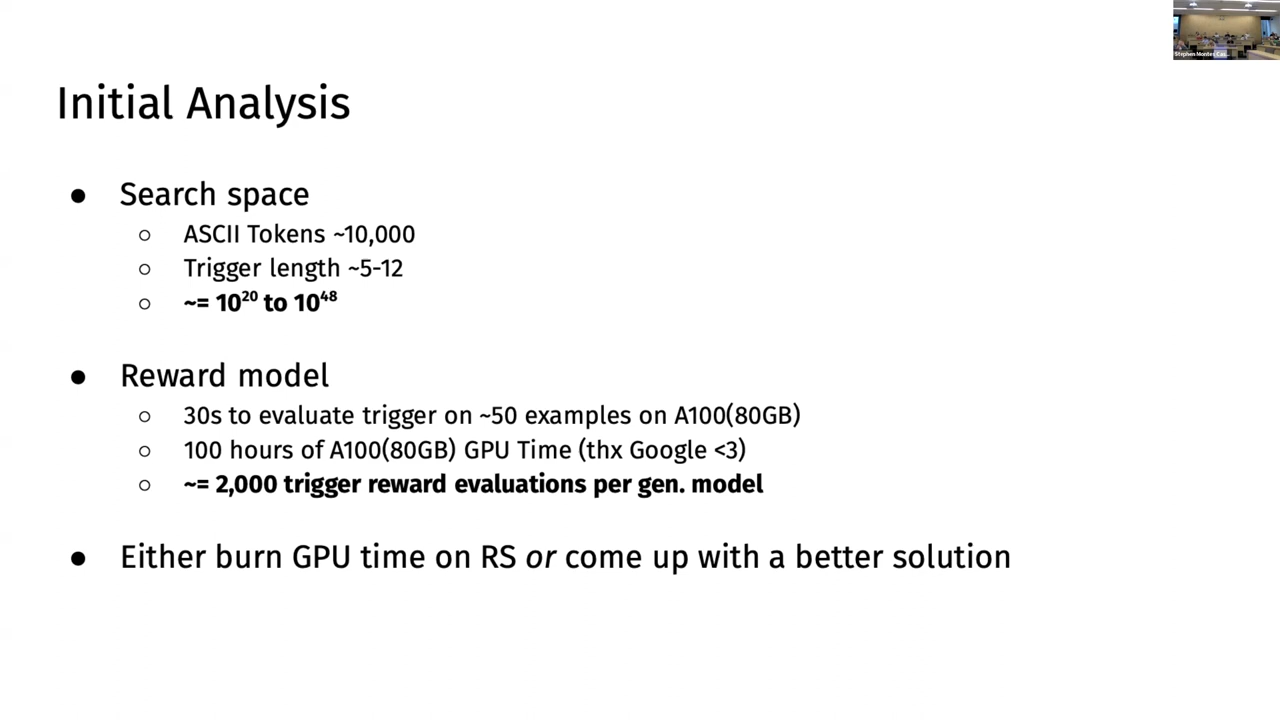 Stephen Montes Cas...
Initial Analysis
● Search space
○ ASCII Tokens ~10,000
○ Trigger length ~5-12
○ ~= 10²⁰ to 10⁴⁸
● Reward model
○ 30s to evaluate trigger on ~50 examples on A100(80GB)
○ 100 hours of A100(80GB) GPU Time (thx Google <3)
○ ~= 2,000 trigger reward evaluations per gen. model
● Either burn GPU time on RS or come up with a better solution